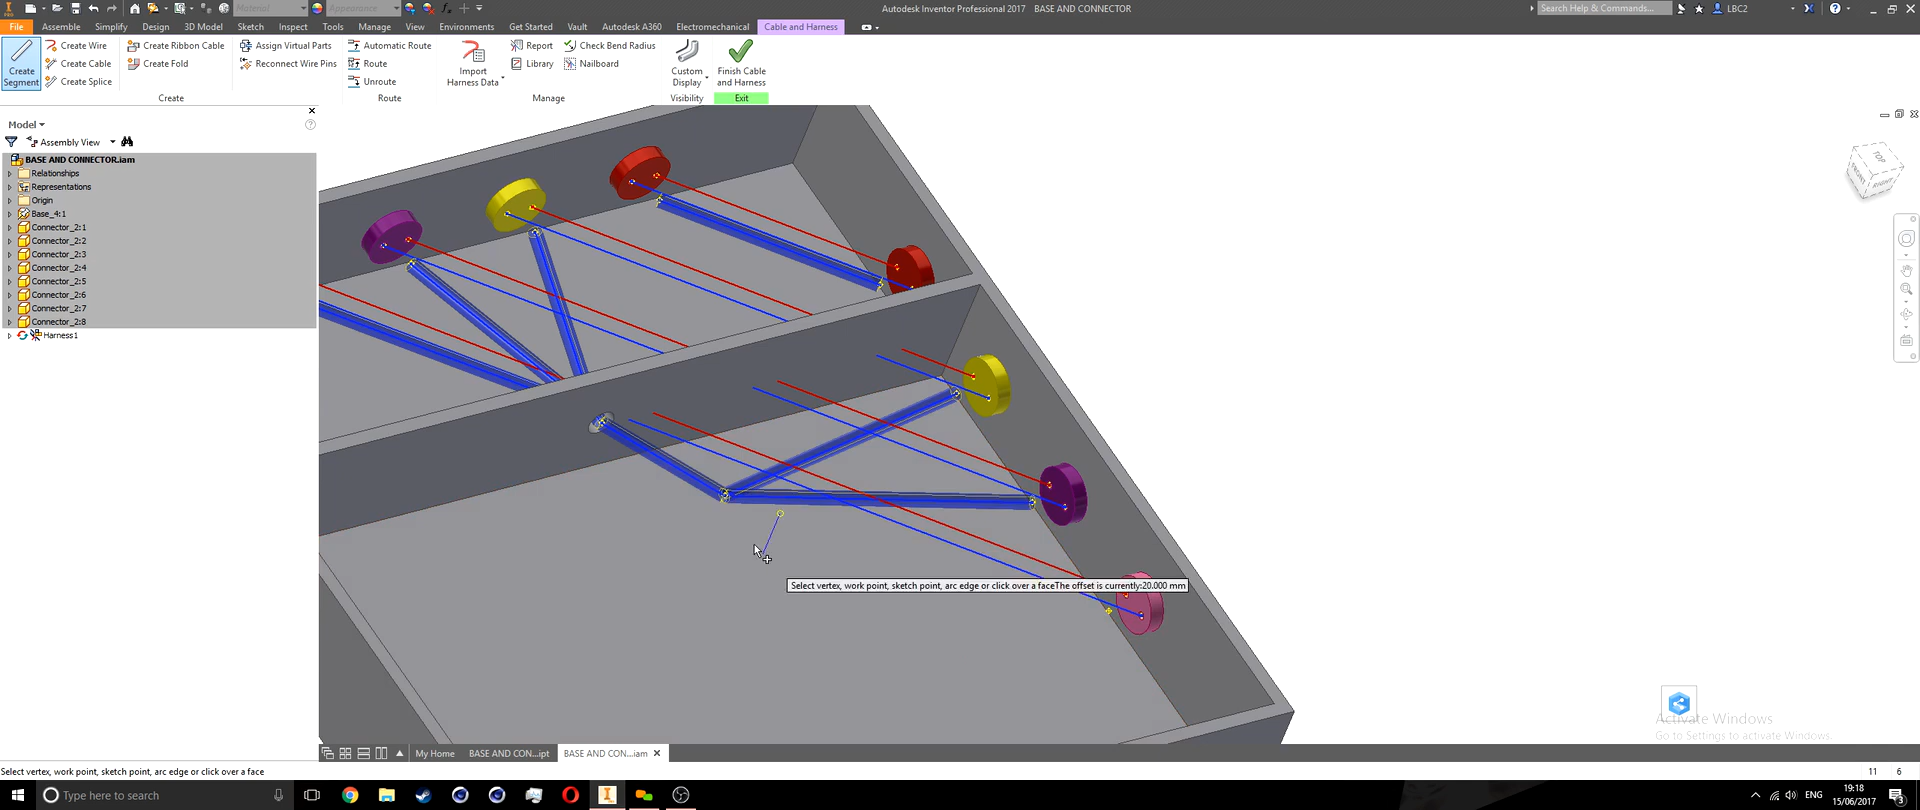 Material
Appearance
Autodesk Inventor Professional 2017 BASE AND CONNECTOR
Search Help & Commands...
LBC2
File Assemble Simplify Design 3D Model Sketch Inspect Tools Manage View Environments Get Started Vault Autodesk A360 Electromechanical Cable and Harness
Create Segment
Create Wire
Create Cable
Create Splice
Create Ribbon Cable
Create Fold
Assign Virtual Parts
Reconnect Wire Pins
Automatic Route
Route
Unroute
Import Harness Data
Report
Library
Check Bend Radius
Nailboard
Custom Display
Finish Cable and Harness
Create Route Manage Visibility Exit
Model
Assembly View
BASE AND CONNECTOR.iam
Relationships
Representations
Origin
Base_4:1
Connector_2:1
Connector_2:2
Connector_2:3
Connector_2:4
Connector_2:5
Connector_2:6
Connector_2:7
Connector_2:8
Harness1
TOP
FRONT
RIGHT
Select vertex, work point, sketch point, arc edge or click over a faceThe offset is currently:20.000 mm
Activate Windows
Go to Settings to activate Windows.
My Home BASE AND CON...ipt BASE AND CON...iam
Select vertex, work point, sketch point, arc edge or click over a face
11 6
Type here to search
ENG
19:18
15/06/2017
3